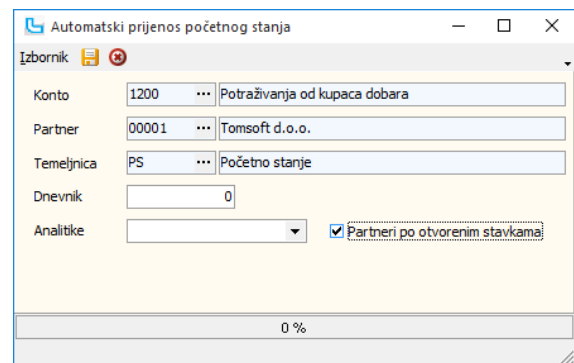 Automatski prijenos početnog stanja
Izbornik
Konto 1200 ... Potraživanja od kupaca dobara
Partner 00001 ... Tomsoft d.o.o.
Temeljnica PS ... Početno stanje
Dnevnik 0
Analitike Partneri po otvorenim stavkama
0 %